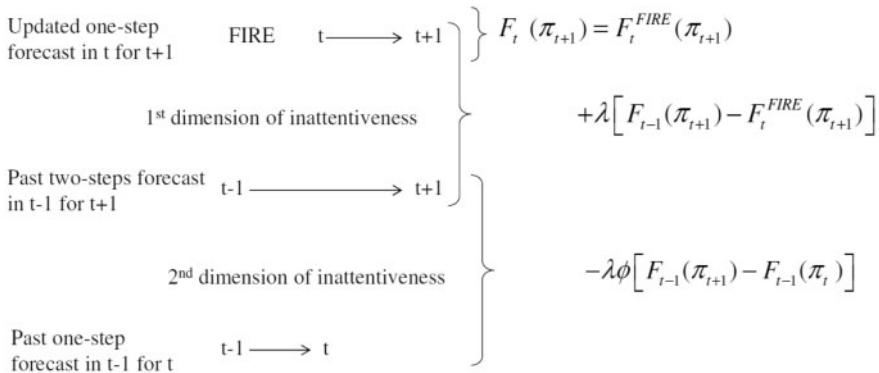 Updated one-step
forecast in t for t+1
FIRE t ⟶ t+1 } F_t (π_{t+1}) = F_t^{FIRE} (π_{t+1})
1st dimension of inattentiveness
+λ[F_{t-1}(π_{t+1}) − F_t^{FIRE}(π_{t+1})]
Past two-steps forecast
in t-1 for t+1
t-1 ⟶ t+1
2nd dimension of inattentiveness
−λϕ[F_{t-1}(π_{t+1}) − F_{t-1}(π_t)]
Past one-step
forecast in t-1 for t
t-1 ⟶ t